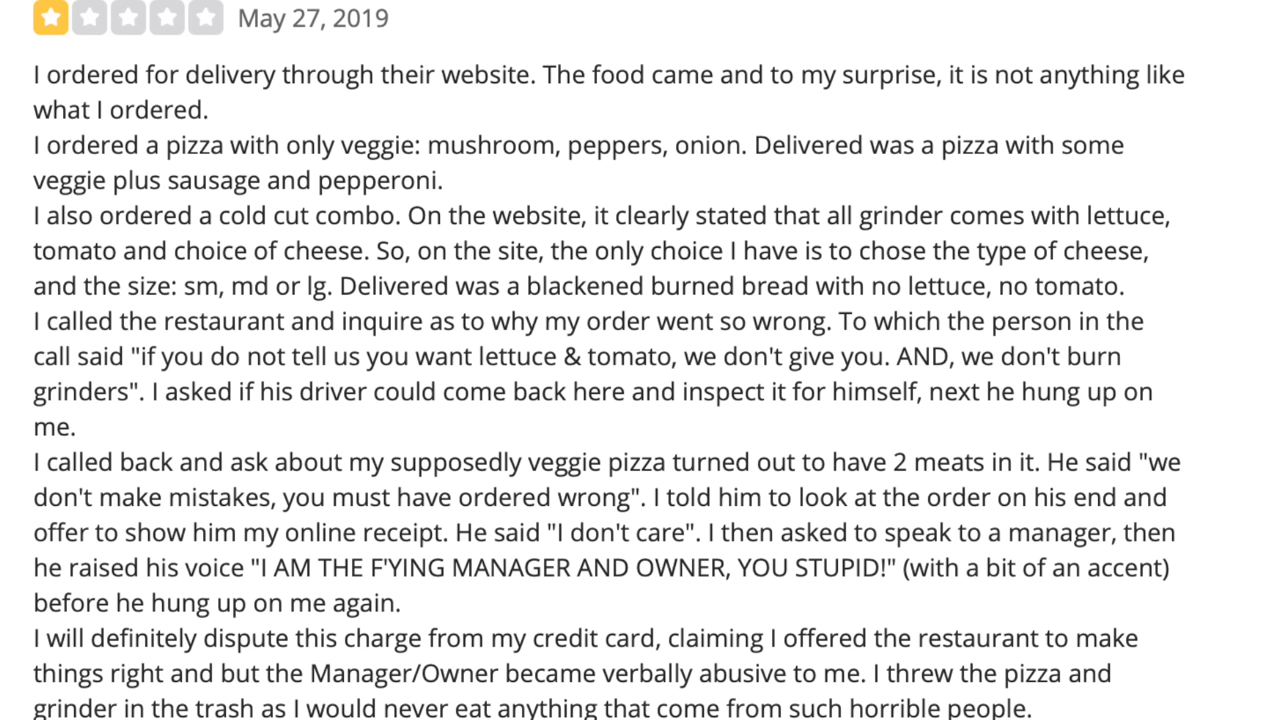 May 27, 2019
I ordered for delivery through their website. The food came and to my surprise, it is not anything like
what I ordered.
I ordered a pizza with only veggie: mushroom, peppers, onion. Delivered was a pizza with some
veggie plus sausage and pepperoni.
I also ordered a cold cut combo. On the website, it clearly stated that all grinder comes with lettuce,
tomato and choice of cheese. So, on the site, the only choice I have is to chose the type of cheese,
and the size: sm, md or lg. Delivered was a blackened burned bread with no lettuce, no tomato.
I called the restaurant and inquire as to why my order went so wrong. To which the person in the
call said "if you do not tell us you want lettuce & tomato, we don't give you. AND, we don't burn
grinders". I asked if his driver could come back here and inspect it for himself, next he hung up on
me.
I called back and ask about my supposedly veggie pizza turned out to have 2 meats in it. He said "we
don't make mistakes, you must have ordered wrong". I told him to look at the order on his end and
offer to show him my online receipt. He said "I don't care". I then asked to speak to a manager, then
he raised his voice "I AM THE F'YING MANAGER AND OWNER, YOU STUPID!" (with a bit of an accent)
before he hung up on me again.
I will definitely dispute this charge from my credit card, claiming I offered the restaurant to make
things right and but the Manager/Owner became verbally abusive to me. I threw the pizza and
grinder in the trash as I would never eat anything that come from such horrible people.